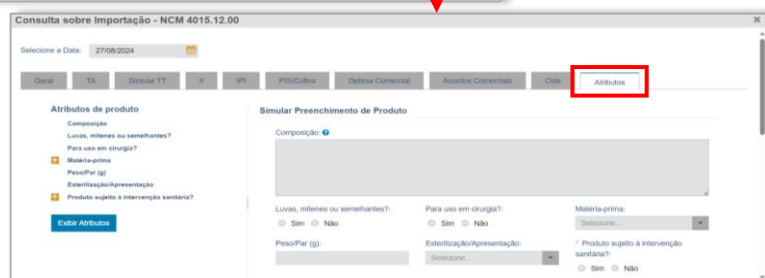 Consulta sobre Importação - NCM 4015.12.00
Selecione a Data: 27/08/2024
Geral TA Simular TT II IPI PIS/Cofins Defesa Comercial Acordos Comerciais Cide Atributos
Atributos de produto
Composição
Luvas, mitenes ou semelhantes?
Para uso em cirurgia?
Matéria-prima
Peso/Par (g)
Esterilização/Apresentação
Produto sujeito à intervenção sanitária?
Exibir Atributos
Simular Preenchimento de Produto
Composição:
Luvas, mitenes ou semelhantes?: Para uso em cirurgia?: Matéria-prima:
Sim Não Sim Não Selecione...
Peso/Par (g): Esterilização/Apresentação: * Produto sujeito à intervenção
sanitária?:
Selecione...
Sim Não